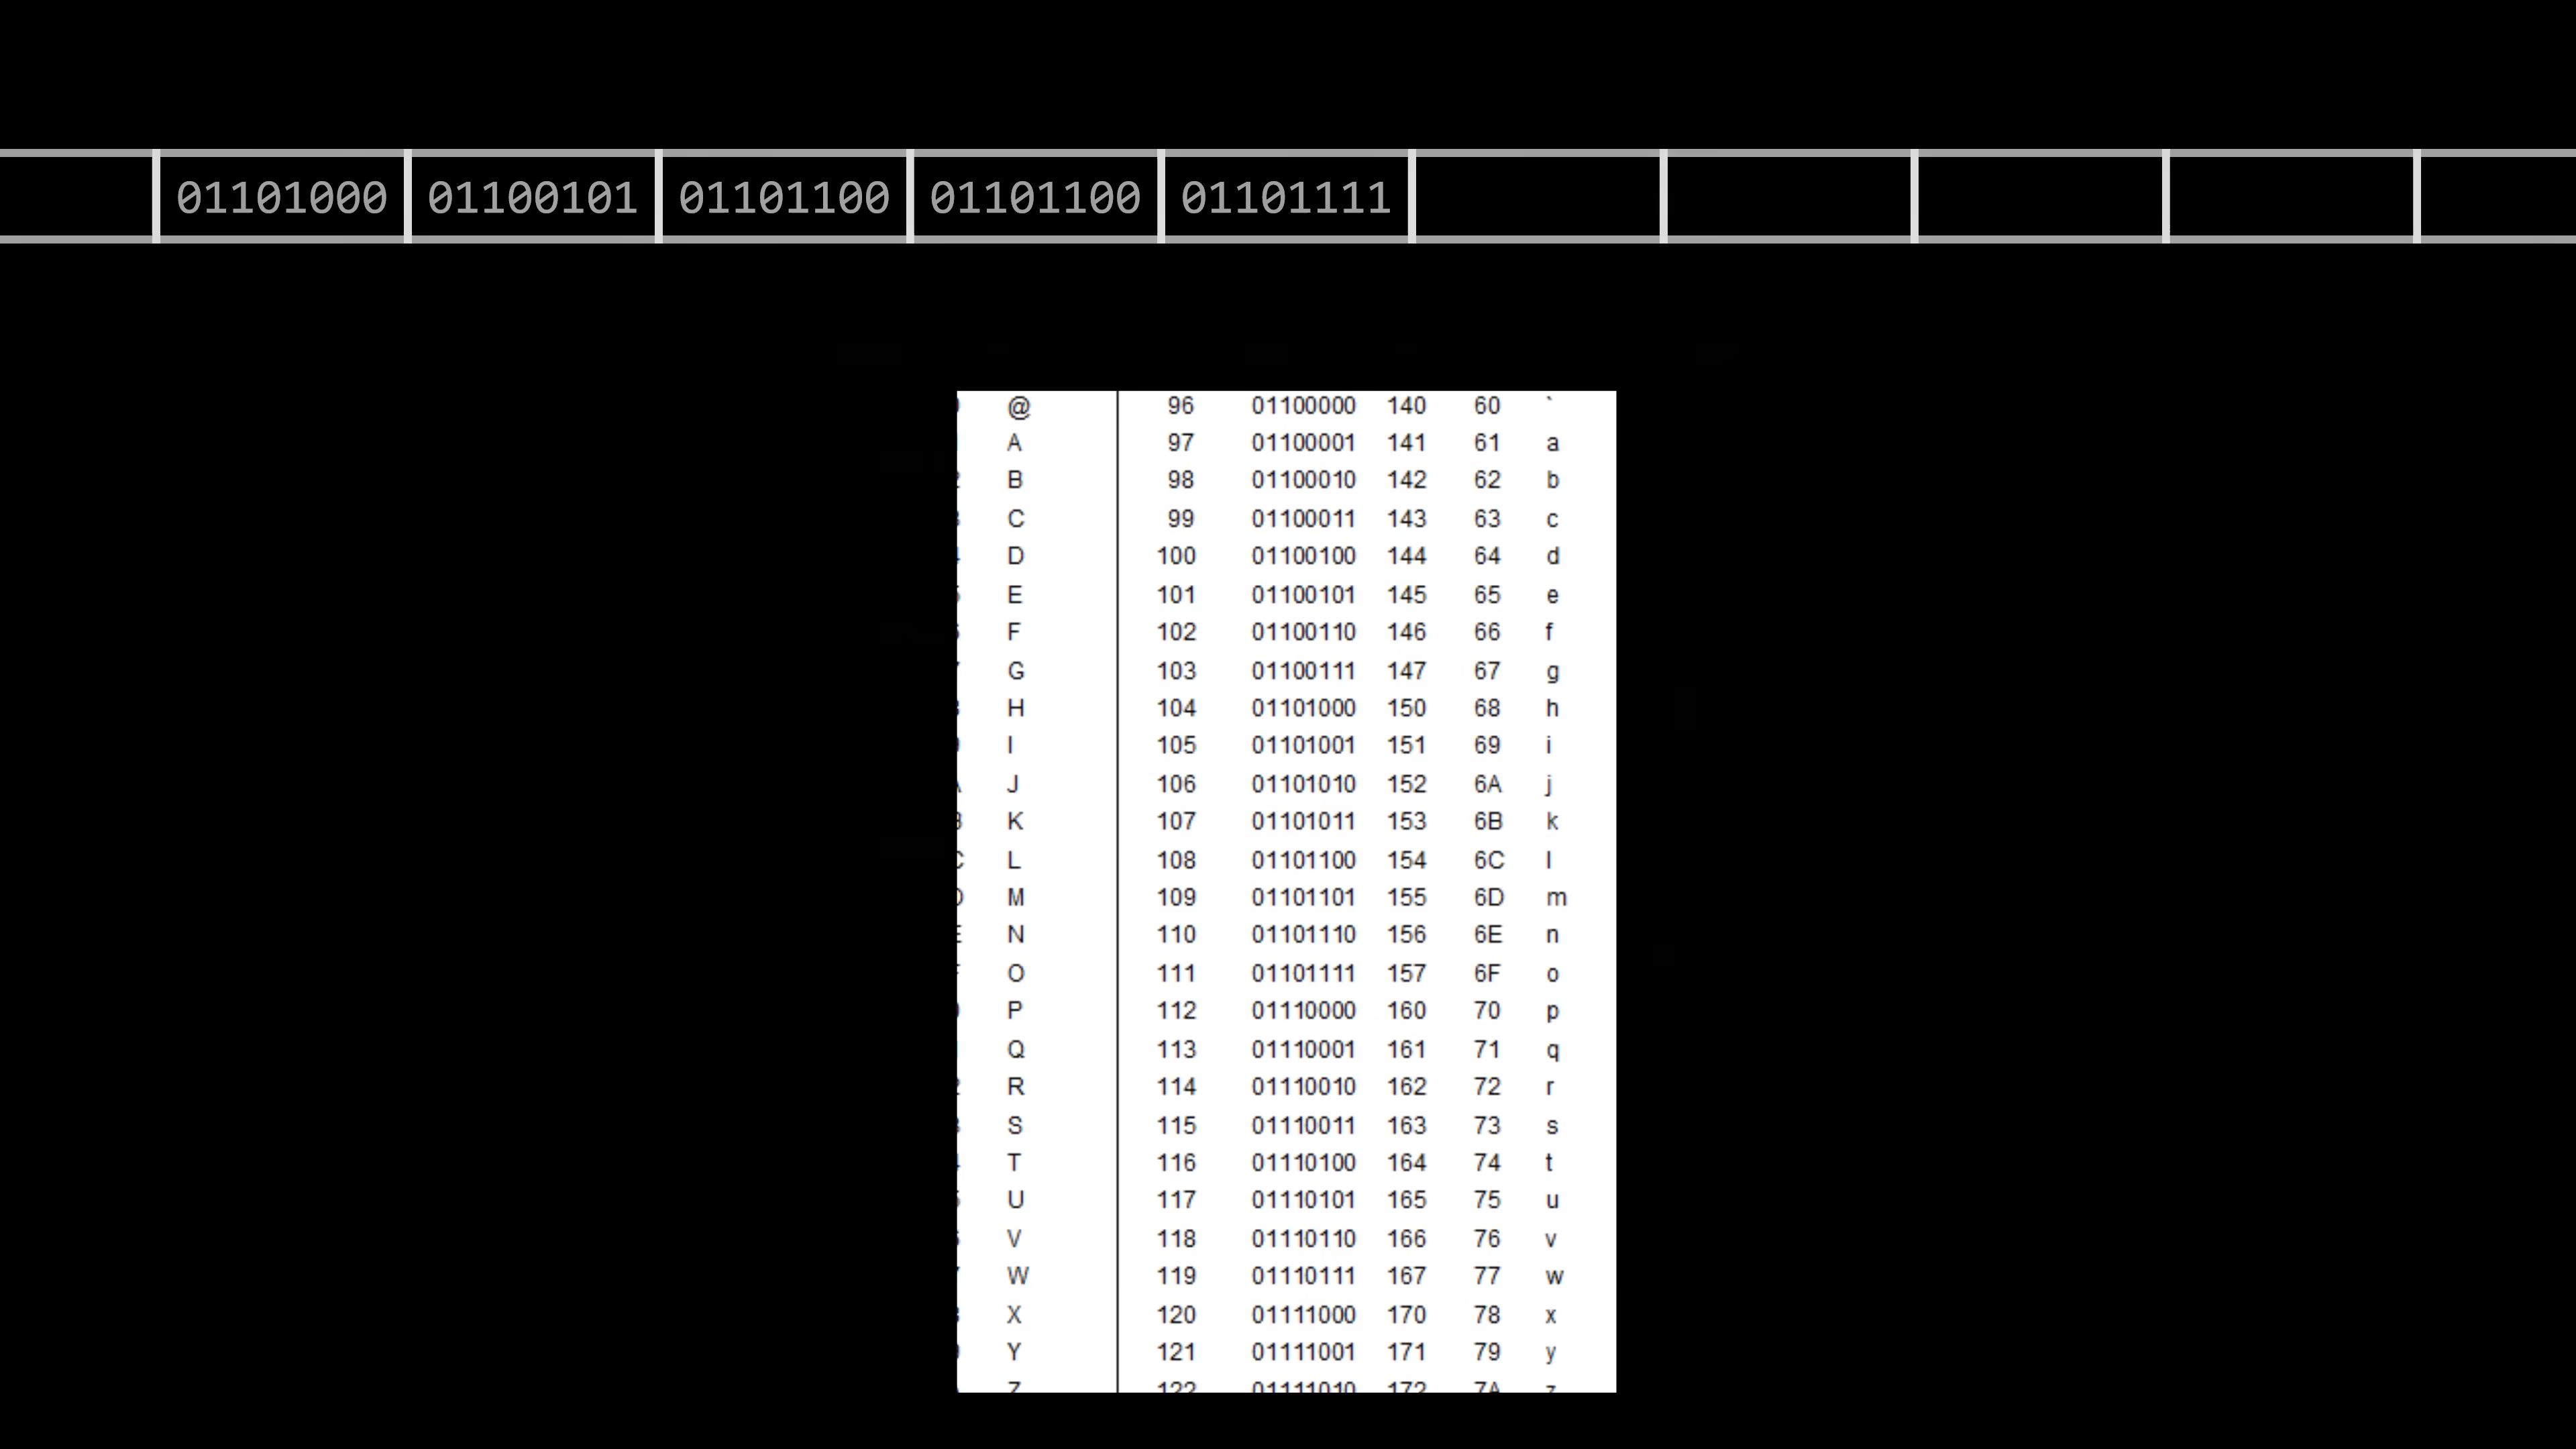 01101000 01100101 01101100 01101100 01101111
@ 96 01100000 140 60 `
A 97 01100001 141 61 a
B 98 01100010 142 62 b
C 99 01100011 143 63 c
D 100 01100100 144 64 d
E 101 01100101 145 65 e
F 102 01100110 146 66 f
G 103 01100111 147 67 g
H 104 01101000 150 68 h
I 105 01101001 151 69 i
J 106 01101010 152 6A j
K 107 01101011 153 6B k
L 108 01101100 154 6C l
M 109 01101101 155 6D m
N 110 01101110 156 6E n
O 111 01101111 157 6F o
P 112 01110000 160 70 p
Q 113 01110001 161 71 q
R 114 01110010 162 72 r
S 115 01110011 163 73 s
T 116 01110100 164 74 t
U 117 01110101 165 75 u
V 118 01110110 166 76 v
W 119 01110111 167 77 w
X 120 01111000 170 78 x
Y 121 01111001 171 79 y
Z 122 01111010 172 7A z